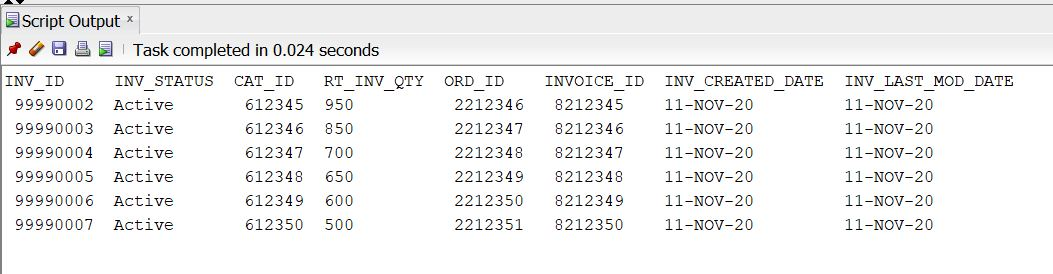 Script Output x
Task completed in 0.024 seconds
INV_ID INV_STATUS CAT_ID RT_INV_QTY ORD_ID INVOICE_ID INV_CREATED_DATE INV_LAST_MOD_DATE
99990002 Active 612345 950 2212346 8212345 11-NOV-20 11-NOV-20
99990003 Active 612346 850 2212347 8212346 11-NOV-20 11-NOV-20
99990004 Active 612347 700 2212348 8212347 11-NOV-20 11-NOV-20
99990005 Active 612348 650 2212349 8212348 11-NOV-20 11-NOV-20
99990006 Active 612349 600 2212350 8212349 11-NOV-20 11-NOV-20
99990007 Active 612350 500 2212351 8212350 11-NOV-20 11-NOV-20